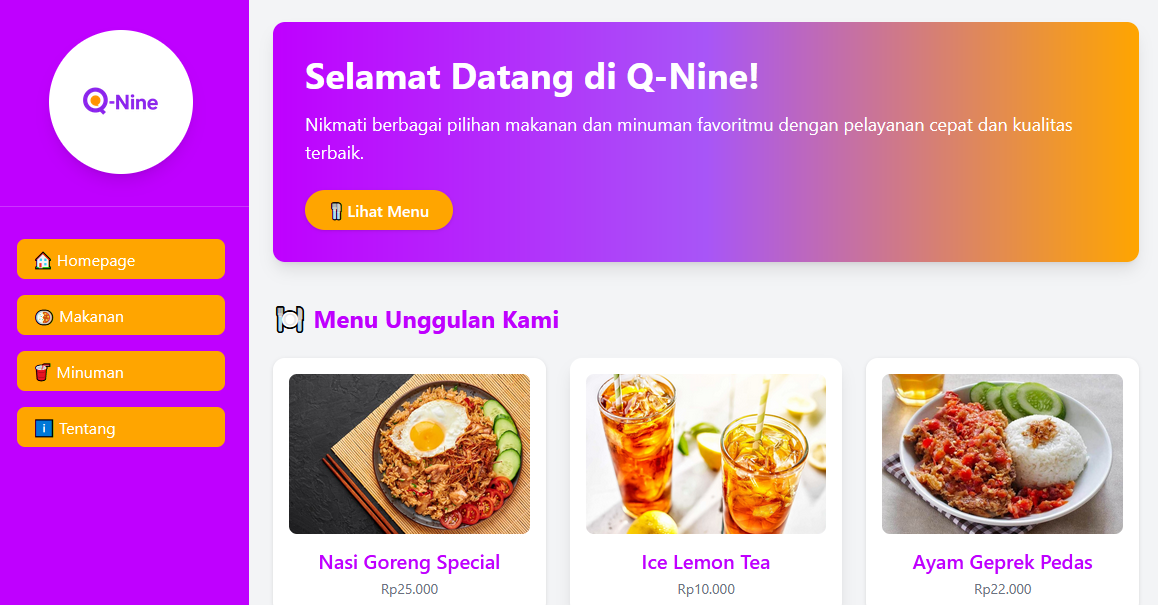 Q-Nine
Homepage
Makanan
Minuman
Tentang
Selamat Datang di Q-Nine!
Nikmati berbagai pilihan makanan dan minuman favoritmu dengan pelayanan cepat dan kualitas
terbaik.
🍴 Lihat Menu
🍽️ Menu Unggulan Kami
Nasi Goreng Special
Rp25.000
Ice Lemon Tea
Rp10.000
Ayam Geprek Pedas
Rp22.000